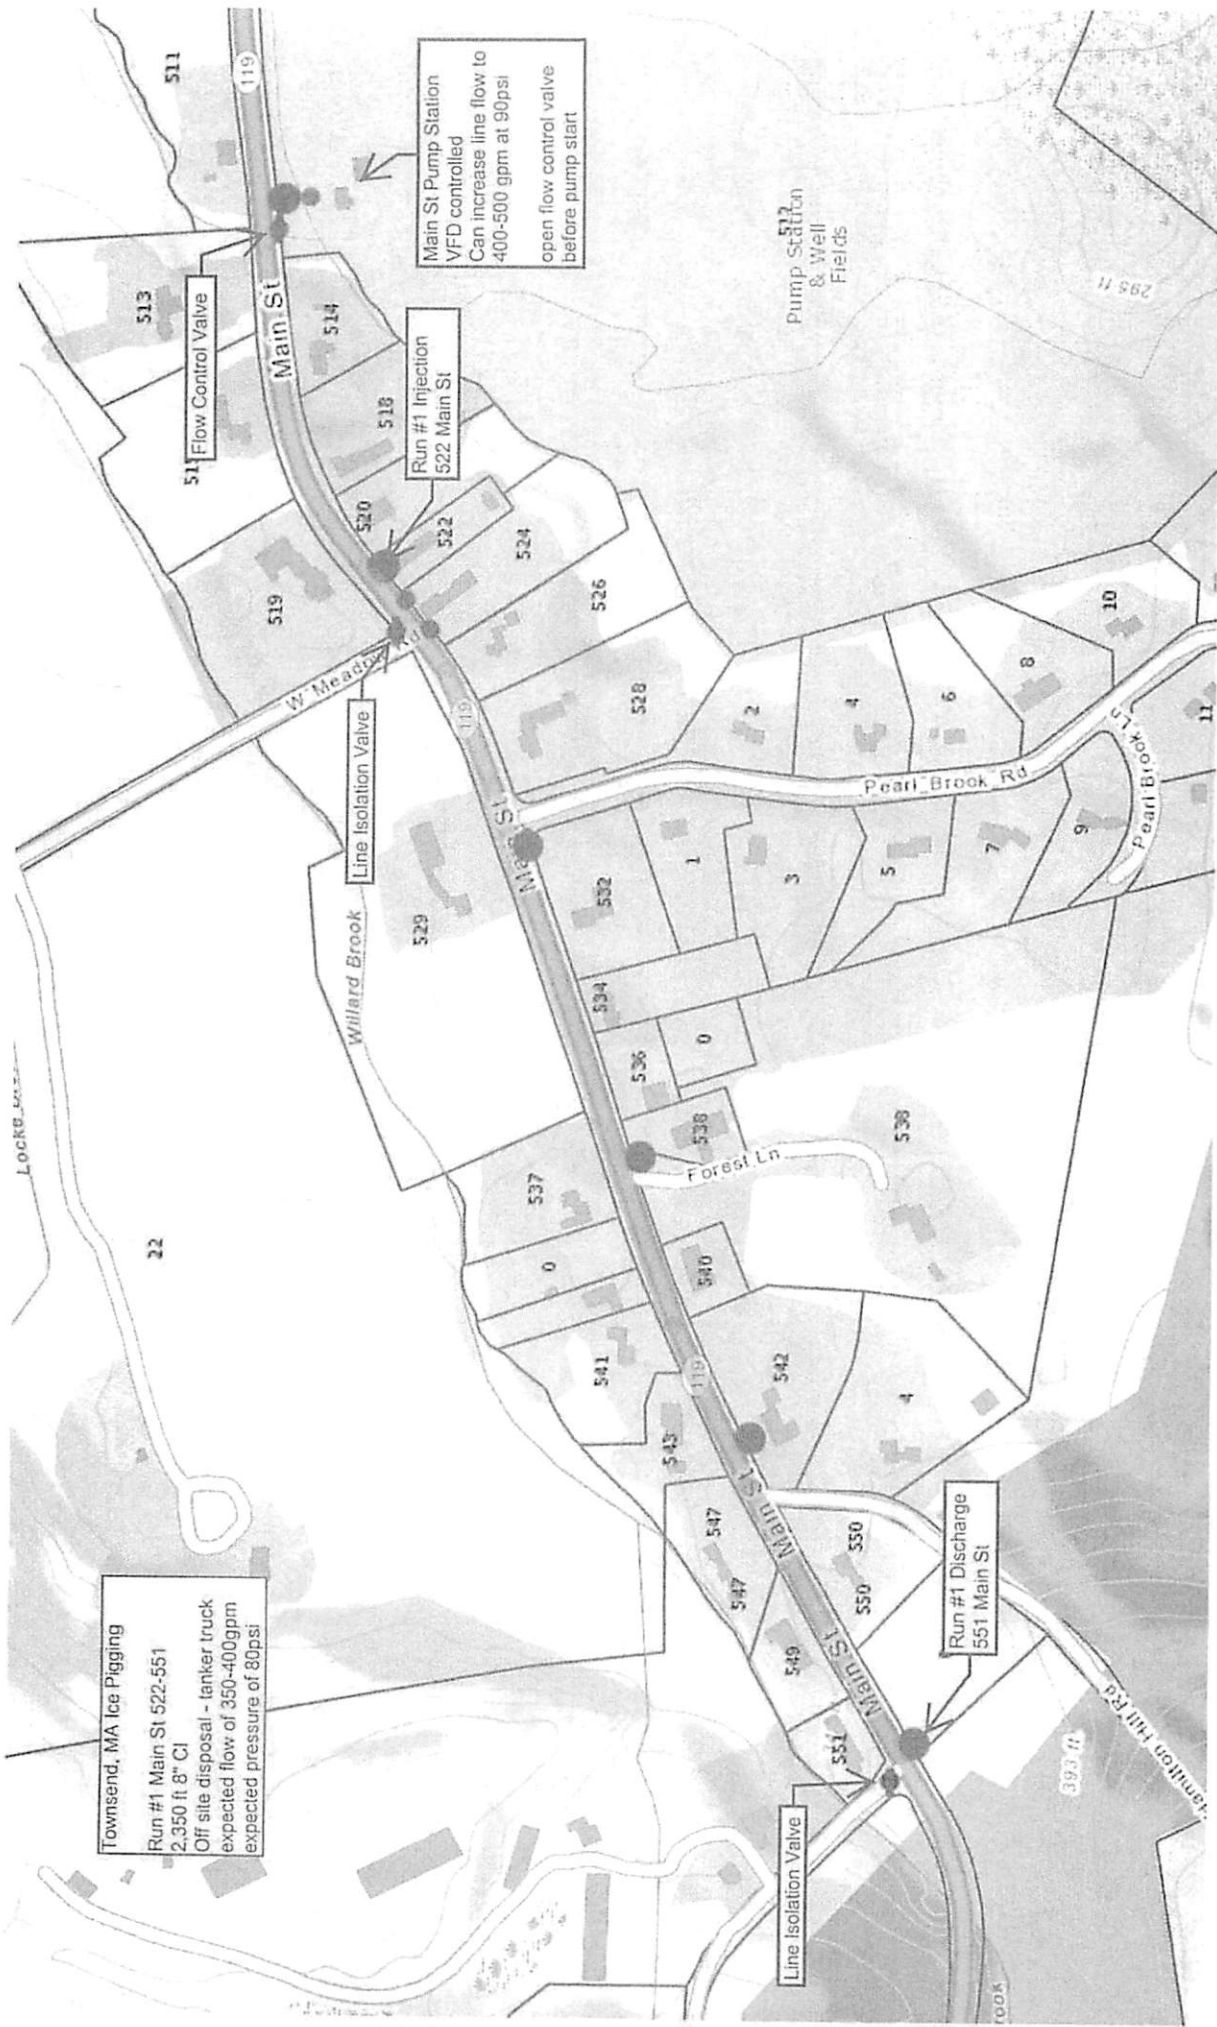 Townsend, MA Ice Pigging
Run #1 Main St 522-551
2,350 ft 8" CI
Off site disposal - tanker truck
expected flow of 350-400gpm
expected pressure of 80psi
Line Isolation Valve
Run #1 Discharge
551 Main St
Line Isolation Valve
Run #1 Injection
522 Main St
Flow Control Valve
Main St Pump Station
VFD controlled
Can increase line flow to
400-500 gpm at 90psi
open flow control valve
before pump start
Pump Station
& Well
Fields
512
295 ft
393 ft
Willard Brook
W Meadow Rd
Main St
Main St
Main St
Main St
Main St
119
119
119
Pearl Brook Rd
Pearl Brook Ln
Forest Ln
Hamilton Hill Rd
22
511
513
514
518
519
520
522
524
526
528
529
532
534
536
0
538
538
537
0
540
541
542
543
4
547
547
549
550
550
551
1
2
3
4
5
6
7
8
9
10
11